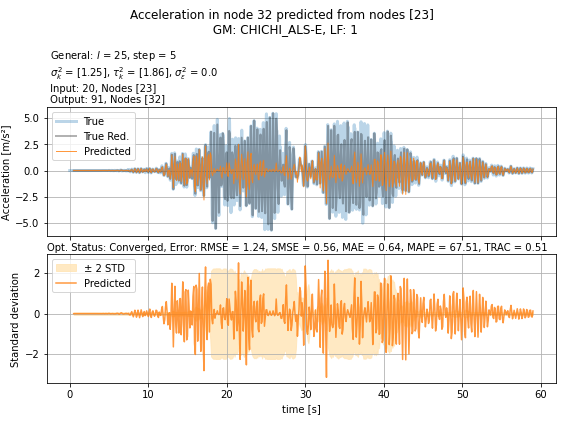 Acceleration in node 32 predicted from nodes [23]
GM: CHICHI_ALS-E, LF: 1
General: l = 25, step = 5
σ²ₖ = [1.25], τ²ₖ = [1.86], σ²ε = 0.0
Input: 20, Nodes [23]
Output: 91, Nodes [32]
Acceleration [m/s²]
5.0
2.5
0.0
−2.5
−5.0
True
True Red.
Predicted
Opt. Status: Converged, Error: RMSE = 1.24, SMSE = 0.56, MAE = 0.64, MAPE = 67.51, TRAC = 0.51
Standard deviation
2
0
−2
± 2 STD
Predicted
0 10 20 30 40 50 60
time [s]